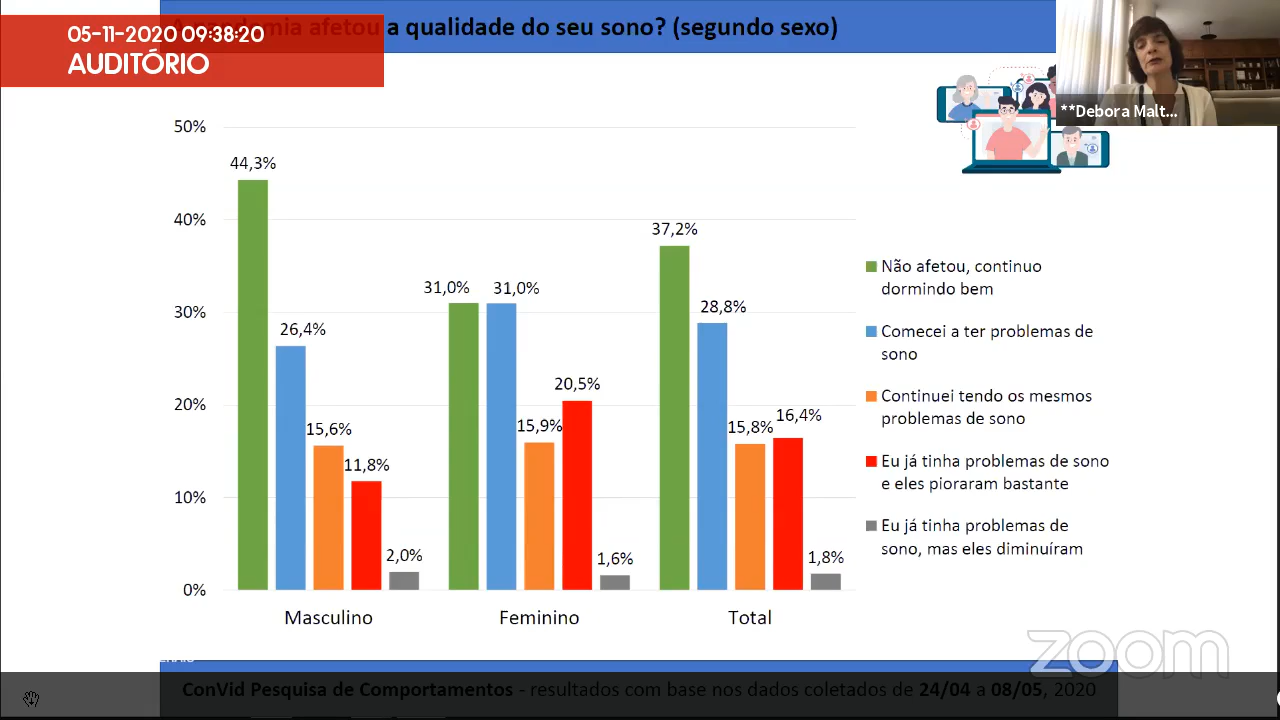 A pandemia afetou a qualidade do seu sono? (segundo sexo)
05-11-2020 09:38:20
AUDITÓRIO
**Debora Malt...
50%
40%
30%
20%
10%
0%
44,3%
26,4%
15,6%
11,8%
2,0%
31,0%
31,0%
15,9%
20,5%
1,6%
37,2%
28,8%
15,8%
16,4%
1,8%
Masculino
Feminino
Total
Não afetou, continuo
dormindo bem
Comecei a ter problemas de
sono
Continuei tendo os mesmos
problemas de sono
Eu já tinha problemas de sono
e eles pioraram bastante
Eu já tinha problemas de
sono, mas eles diminuíram
zoom
ConVid Pesquisa de Comportamentos - resultados com base nos dados coletados de 24/04 a 08/05, 2020